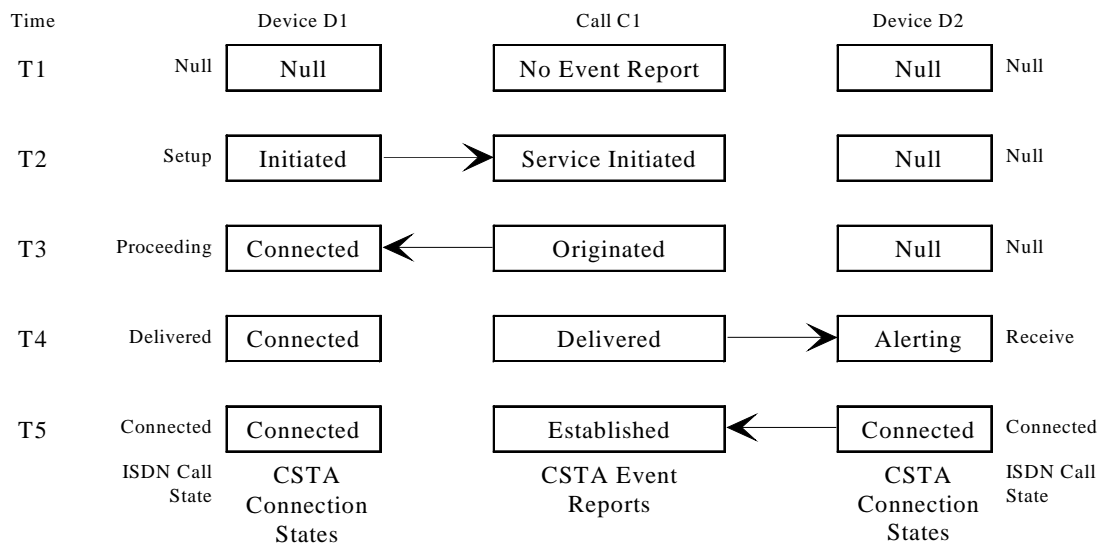 Time Device D1 Call C1 Device D2
T1 Null Null No Event Report Null Null
T2 Setup Initiated Service Initiated Null Null
T3 Proceeding Connected Originated Null Null
T4 Delivered Connected Delivered Alerting Receive
T5 Connected Connected Established Connected Connected
ISDN Call State
CSTA Connection States
CSTA Event Reports
CSTA Connection States
ISDN Call State